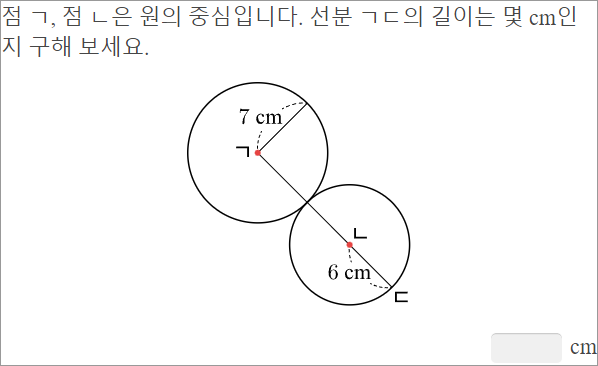 점 ㄱ, 점 ㄴ은 원의 중심입니다. 선분 ㄱㄷ의 길이는 몇 cm인
지 구해 보세요.
7 cm
ㄱ
ㄴ
6 cm
ㄷ
cm